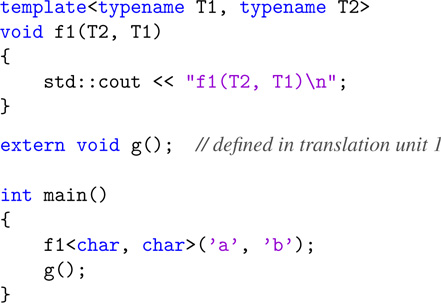 template<typename T1, typename T2>
void f1(T2, T1)
{
    std::cout << "f1(T2, T1)\n";
}
extern void g();  // defined in translation unit 1
int main()
{
    f1<char, char>('a', 'b');
    g();
}